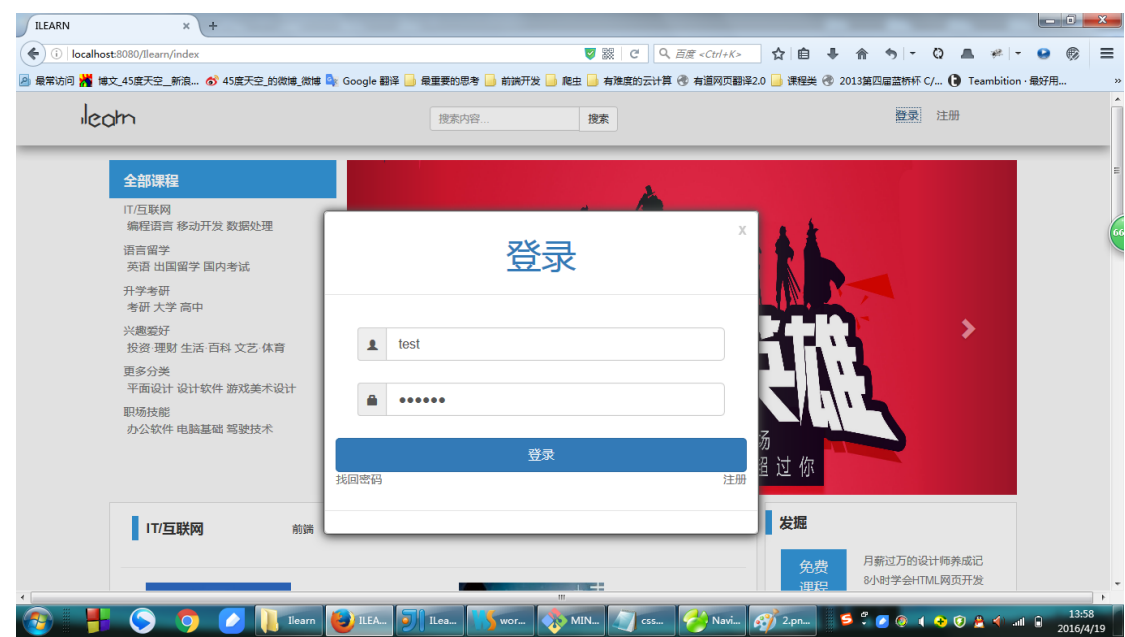 ILEARN
localhost:8080/Ilearn/index
百度 <Ctrl+K>
最常访问 博文_45度天空_新浪... 45度天空_的微博_微博 Google 翻译 最重要的思考 前端开发 爬虫 有难度的云计算 有道网页翻译2.0 课程类 2013第四届蓝桥杯 C/... Teambition · 最好用... »
ilearn 搜索内容... 搜索 登录 注册
全部课程
IT/互联网
编程语言 移动开发 数据处理
语言留学
英语 出国留学 国内考试
升学考研
考研 大学 高中
兴趣爱好
投资·理财 生活·百科 文艺·体育
更多分类
平面设计 设计软件 游戏美术设计
职场技能
办公软件 电脑基础 驾驶技术
x
登录
test
登录
找回密码 注册
英雄
场
超过你
66
IT/互联网 前端
发掘
免费
课程
月薪过万的设计师养成记
8小时学会HTML网页开发
Ilearn ILEA... ILea... wor... MIN... css... Navi... 2.pn...
13:58
2016/4/19